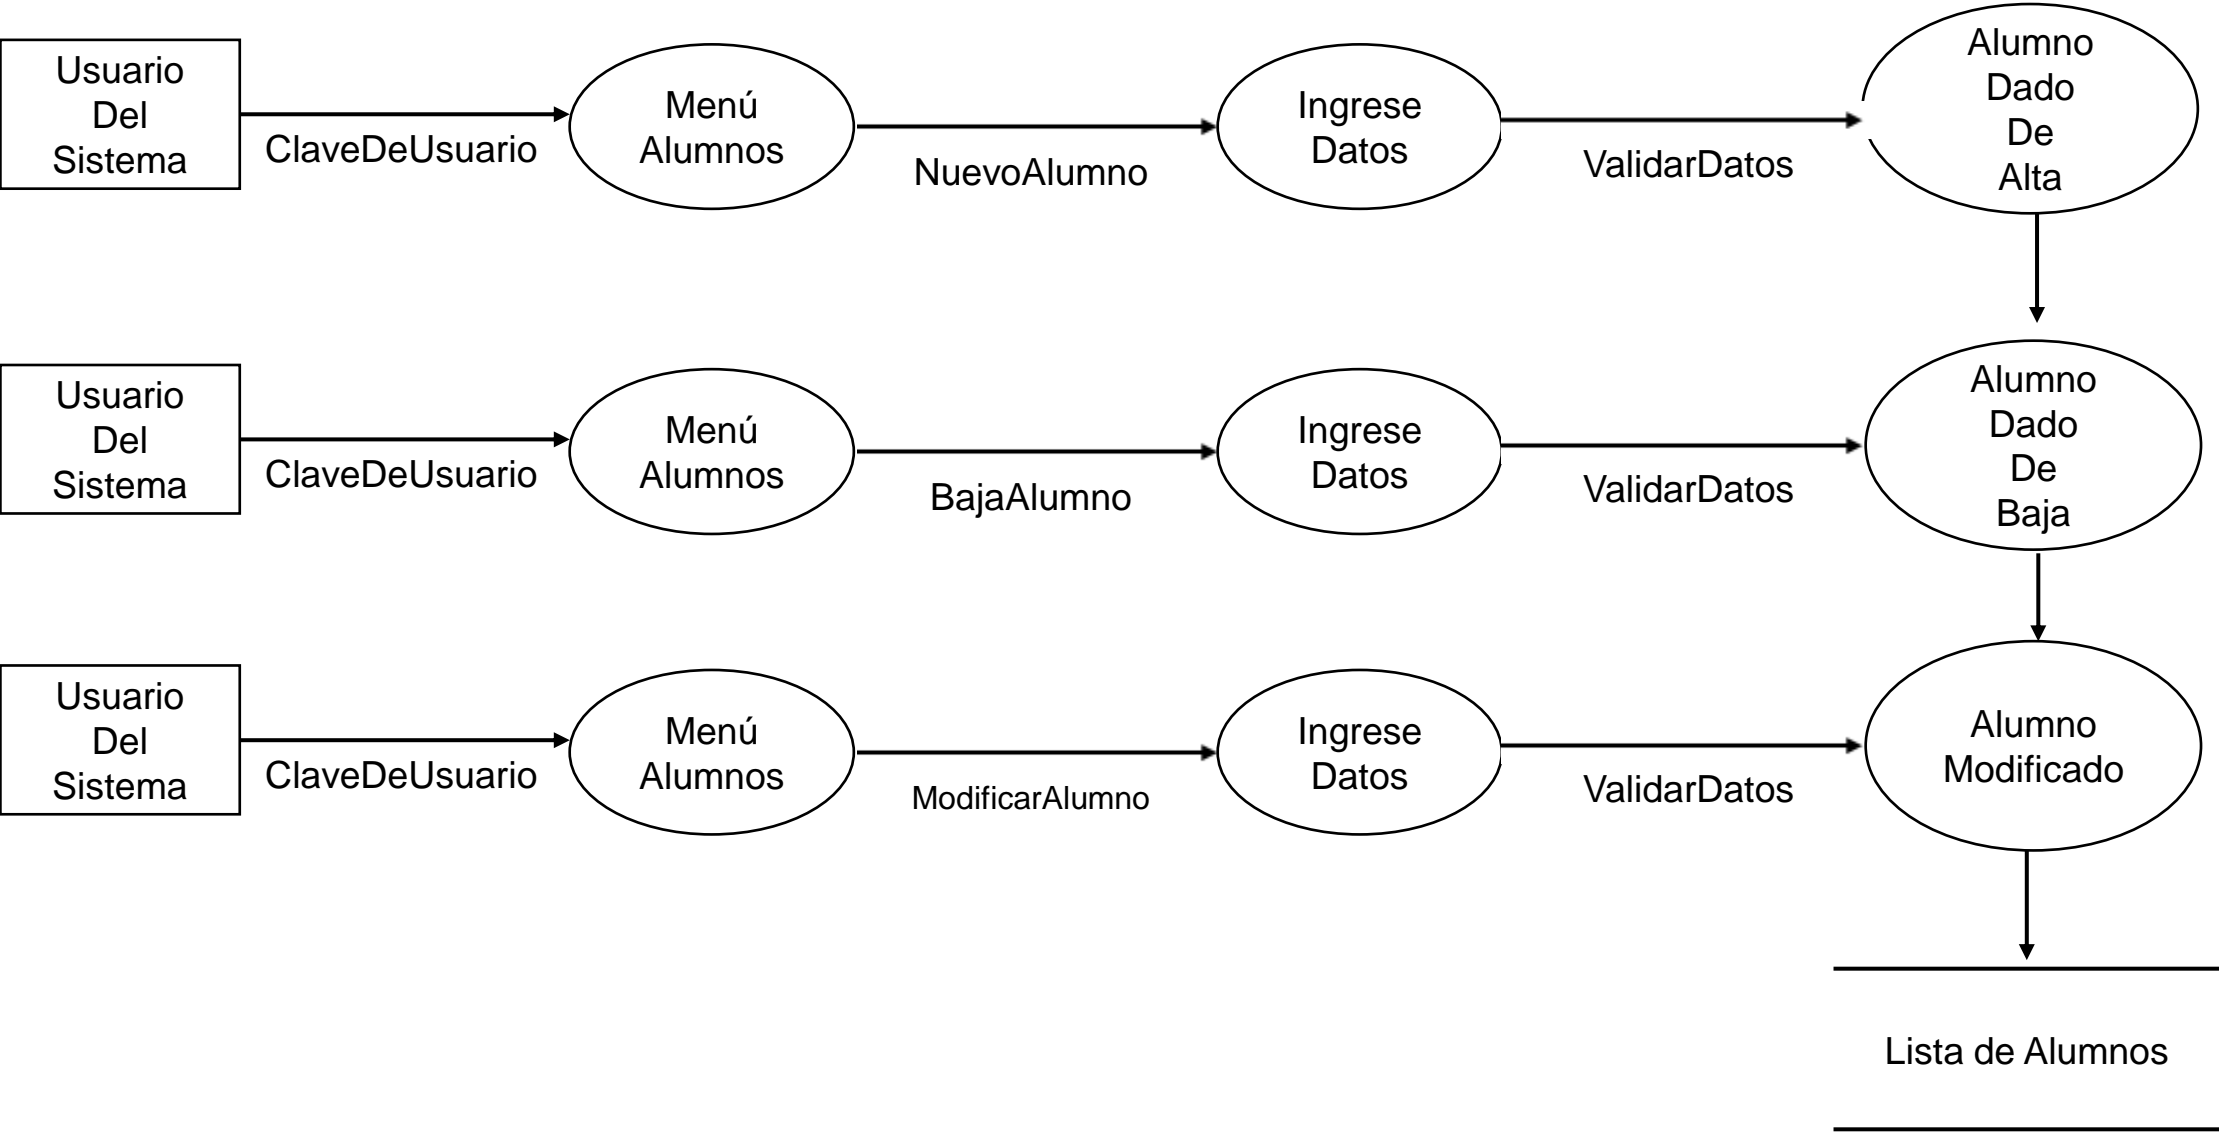 Usuario
Del
Sistema
ClaveDeUsuario
Menú
Alumnos
NuevoAlumno
Ingrese
Datos
ValidarDatos
Alumno
Dado
De
Alta
Usuario
Del
Sistema
ClaveDeUsuario
Menú
Alumnos
BajaAlumno
Ingrese
Datos
ValidarDatos
Alumno
Dado
De
Baja
Usuario
Del
Sistema
ClaveDeUsuario
Menú
Alumnos
ModificarAlumno
Ingrese
Datos
ValidarDatos
Alumno
Modificado
Lista de Alumnos